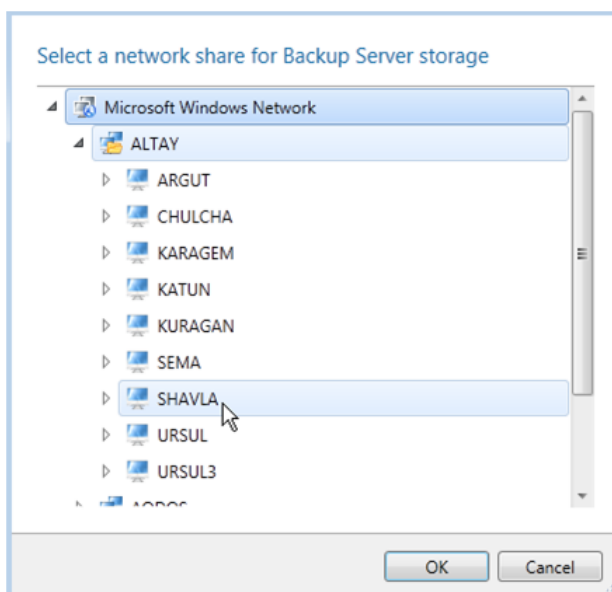 Select a network share for Backup Server storage
Microsoft Windows Network
ALTAY
ARGUT
CHULCHA
KARAGEM
KATUN
KURAGAN
SEMA
SHAVLA
URSUL
URSUL3
OK
Cancel